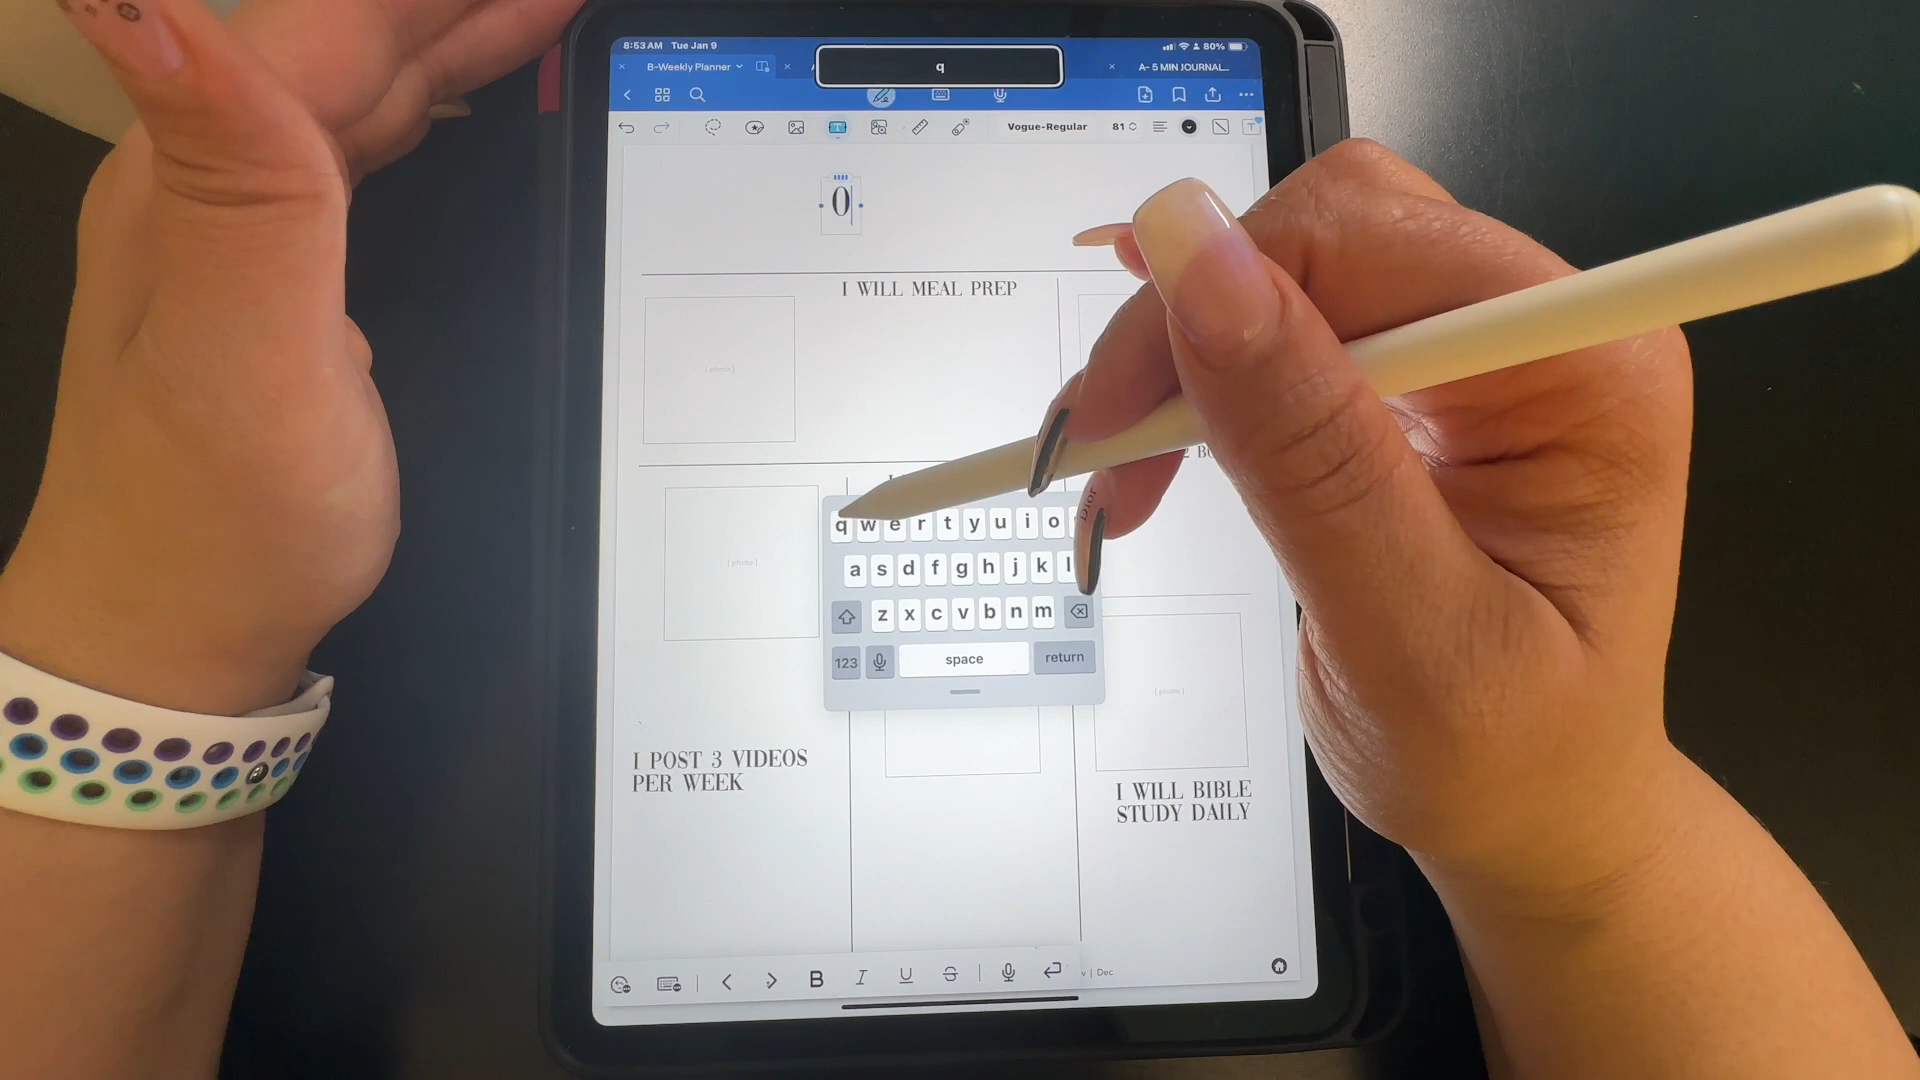 8:53 AM Tue Jan 9
80%
B-Weekly Planner
q
A- 5 MIN JOURNAL...
Vogue-Regular 81
0
I WILL MEAL PREP
[ photo ]
[ photo ]
q w e r t y u i o
a s d f g h j k l
z x c v b n m
123 space return
Dior
[ photo ]
I POST 3 VIDEOS
PER WEEK
I WILL BIBLE
STUDY DAILY
B I U S
| Dec